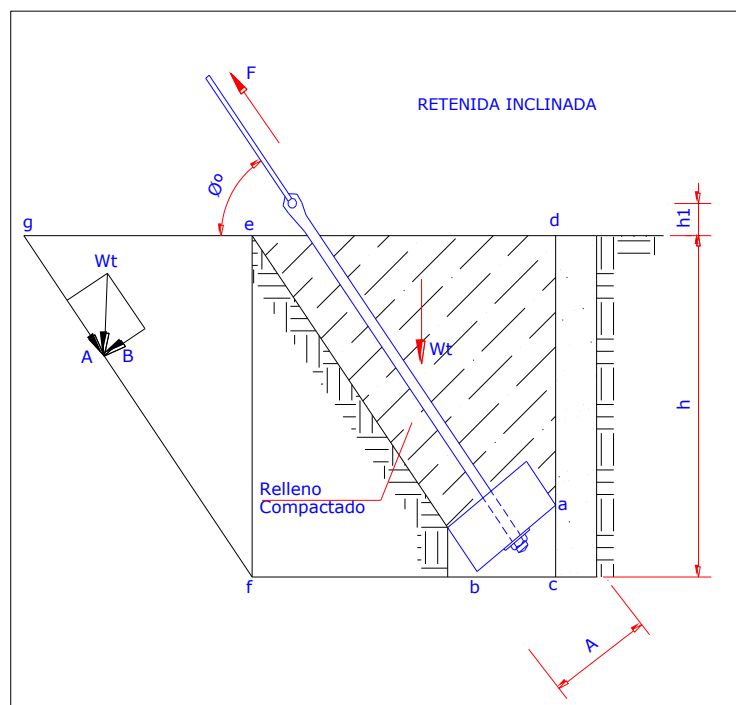 F
RETENIDA INCLINADA
Øº
h1
g
e
d
Wt
A
B
Wt
h
Relleno
Compactado
a
f
b
c
A